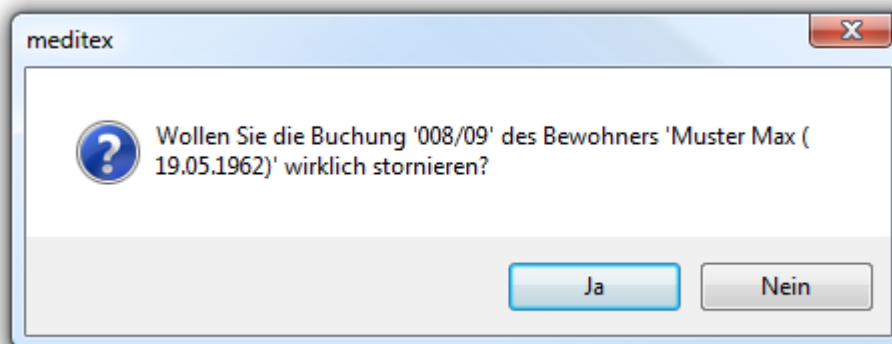 meditex
Wollen Sie die Buchung '008/09' des Bewohners 'Muster Max (
19.05.1962)' wirklich stornieren?
Ja
Nein